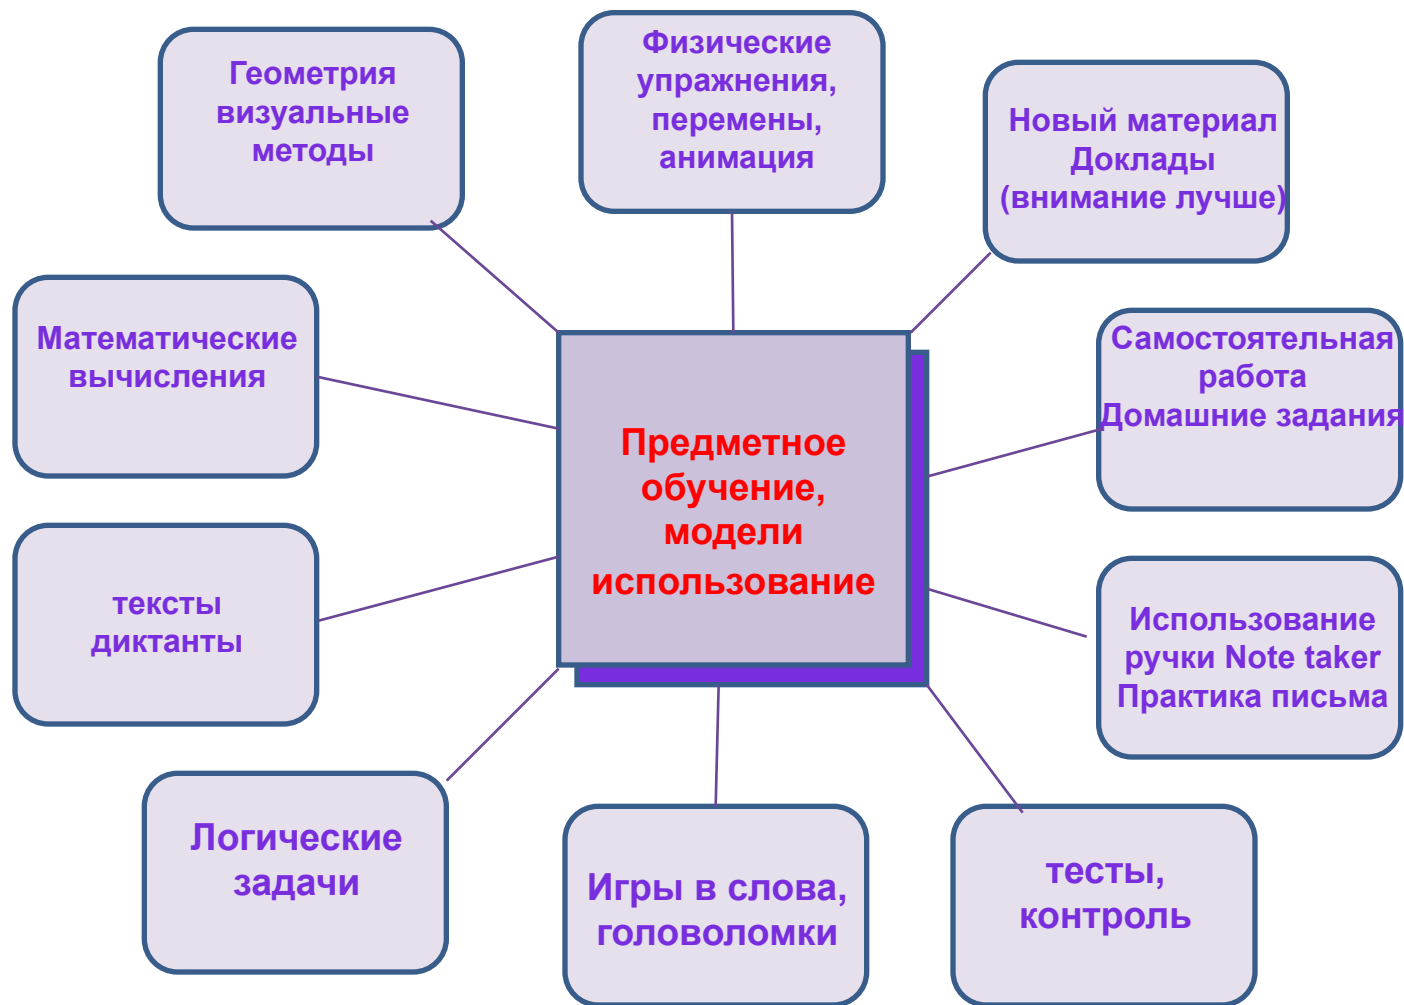 Геометрия
визуальные
методы
Физические
упражнения,
перемены,
анимация
Новый материал
Доклады
(внимание лучше)
Математические
вычисления
Самостоятельная
работа
Домашние задания
Предметное
обучение,
модели
использование
тексты
диктанты
Использование
ручки Note taker
Практика письма
Логические
задачи
Игры в слова,
головоломки
тесты,
контроль